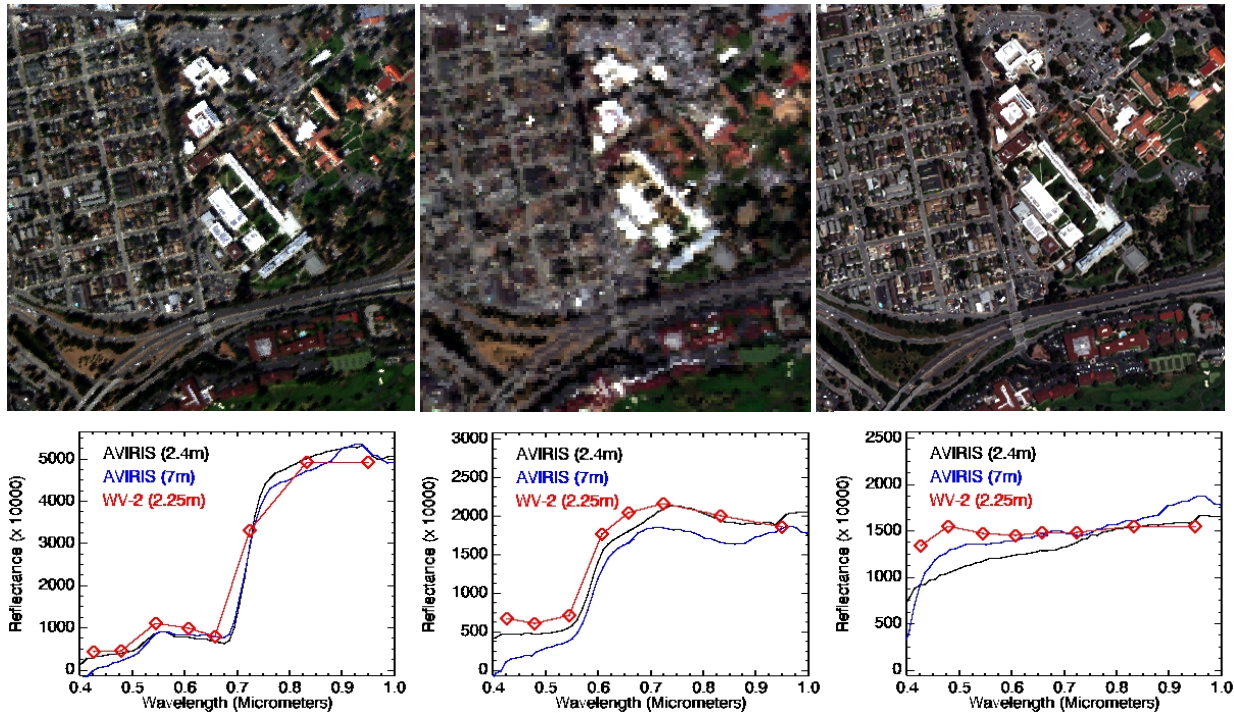 5000
4000
3000
2000
1000
0
Reflectance (x 10000)
AVIRIS (2.4m)
AVIRIS (7m)
WV-2 (2.25m)
0.4 0.5 0.6 0.7 0.8 0.9 1.0
Wavelength (Micrometers)
3000
2500
2000
1500
1000
500
0
Reflectance (x 10000)
AVIRIS (2.4m)
AVIRIS (7m)
WV-2 (2.25m)
0.4 0.5 0.6 0.7 0.8 0.9 1.0
Wavelength (Micrometers)
2500
2000
1500
1000
500
0
Reflectance (x 10000)
AVIRIS (2.4m)
AVIRIS (7m)
WV-2 (2.25m)
0.4 0.5 0.6 0.7 0.8 0.9 1.0
Wavelength (Micrometers)